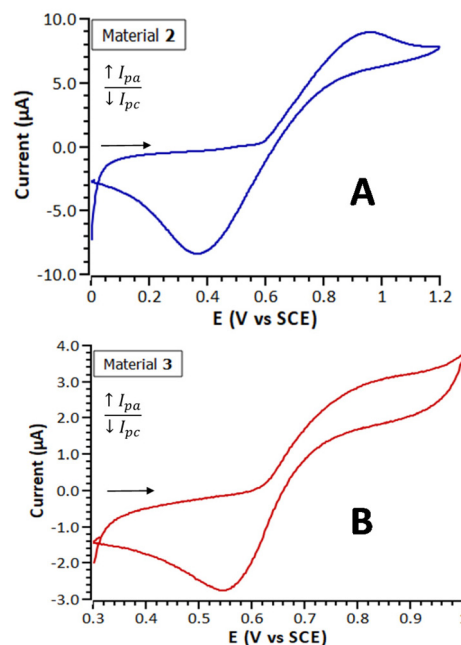 10.0
Material 2
↑ I_pa
↓ I_pc
5.0
0.0
-5.0
-10.0
Current (µA)
A
0 0.2 0.4 0.6 0.8 1.0 1.2
E (V vs SCE)
4.0
Material 3
↑ I_pa
↓ I_pc
3.0
2.0
1.0
0.0
-1.0
-2.0
-3.0
Current (µA)
B
0.3 0.4 0.5 0.6 0.7 0.8 0.9 1
E (V vs SCE)